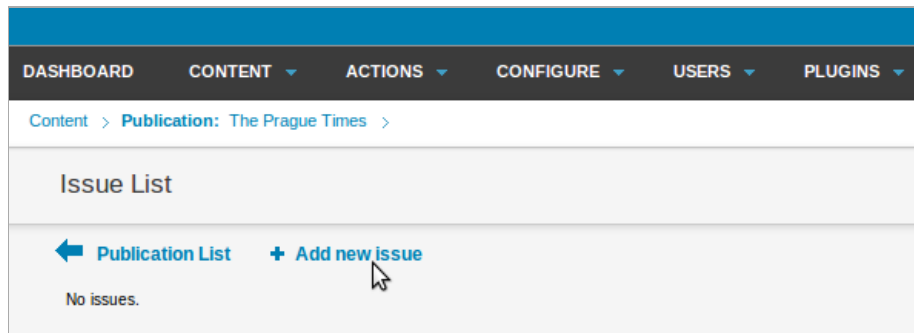 DASHBOARD CONTENT ACTIONS CONFIGURE USERS PLUGINS
Content > Publication: The Prague Times >
Issue List
Publication List + Add new issue
No issues.